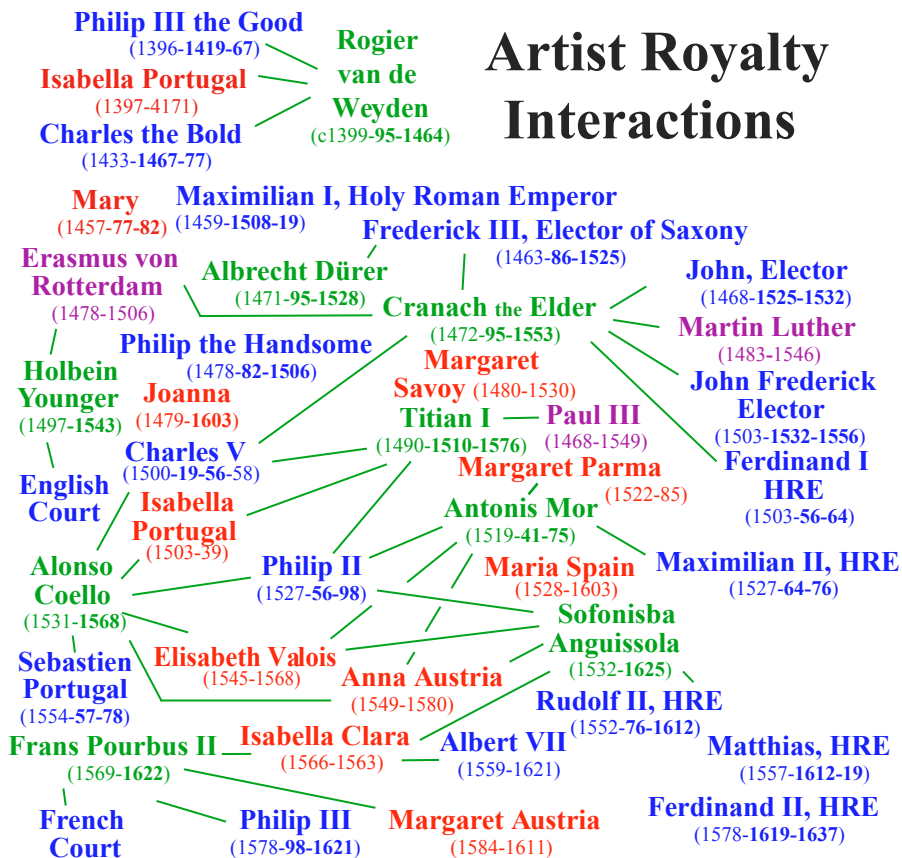 Artist Royalty
Interactions
Philip III the Good
(1396-1419-67)
Isabella Portugal
(1397-4171)
Charles the Bold
(1433-1467-77)
Rogier
van de
Weyden
(c1399-95-1464)
Mary
(1457-77-82)
Maximilian I, Holy Roman Emperor
(1459-1508-19)
Frederick III, Elector of Saxony
(1463-86-1525)
Erasmus von
Rotterdam
(1478-1506)
Albrecht Dürer
(1471-95-1528)
Cranach the Elder
(1472-95-1553)
John, Elector
(1468-1525-1532)
Martin Luther
(1483-1546)
Philip the Handsome
(1478-82-1506)
Margaret
Savoy (1480-1530)
John Frederick
Elector
(1503-1532-1556)
Holbein
Younger
(1497-1543)
Joanna
(1479-1603)
Titian I
(1490-1510-1576)
Paul III
(1468-1549)
Charles V
(1500-19-56-58)
Margaret Parma
(1522-85)
Ferdinand I
HRE
(1503-56-64)
English
Court
Isabella
Portugal
(1503-39)
Antonis Mor
(1519-41-75)
Alonso
Coello
(1531-1568)
Philip II
(1527-56-98)
Maria Spain
(1528-1603)
Maximilian II, HRE
(1527-64-76)
Sofonisba
Anguissola
(1532-1625)
Sebastien
Portugal
(1554-57-78)
Elisabeth Valois
(1545-1568)
Anna Austria
(1549-1580)
Rudolf II, HRE
(1552-76-1612)
Frans Pourbus II
(1569-1622)
Isabella Clara
(1566-1563)
Albert VII
(1559-1621)
Matthias, HRE
(1557-1612-19)
French
Court
Philip III
(1578-98-1621)
Margaret Austria
(1584-1611)
Ferdinand II, HRE
(1578-1619-1637)